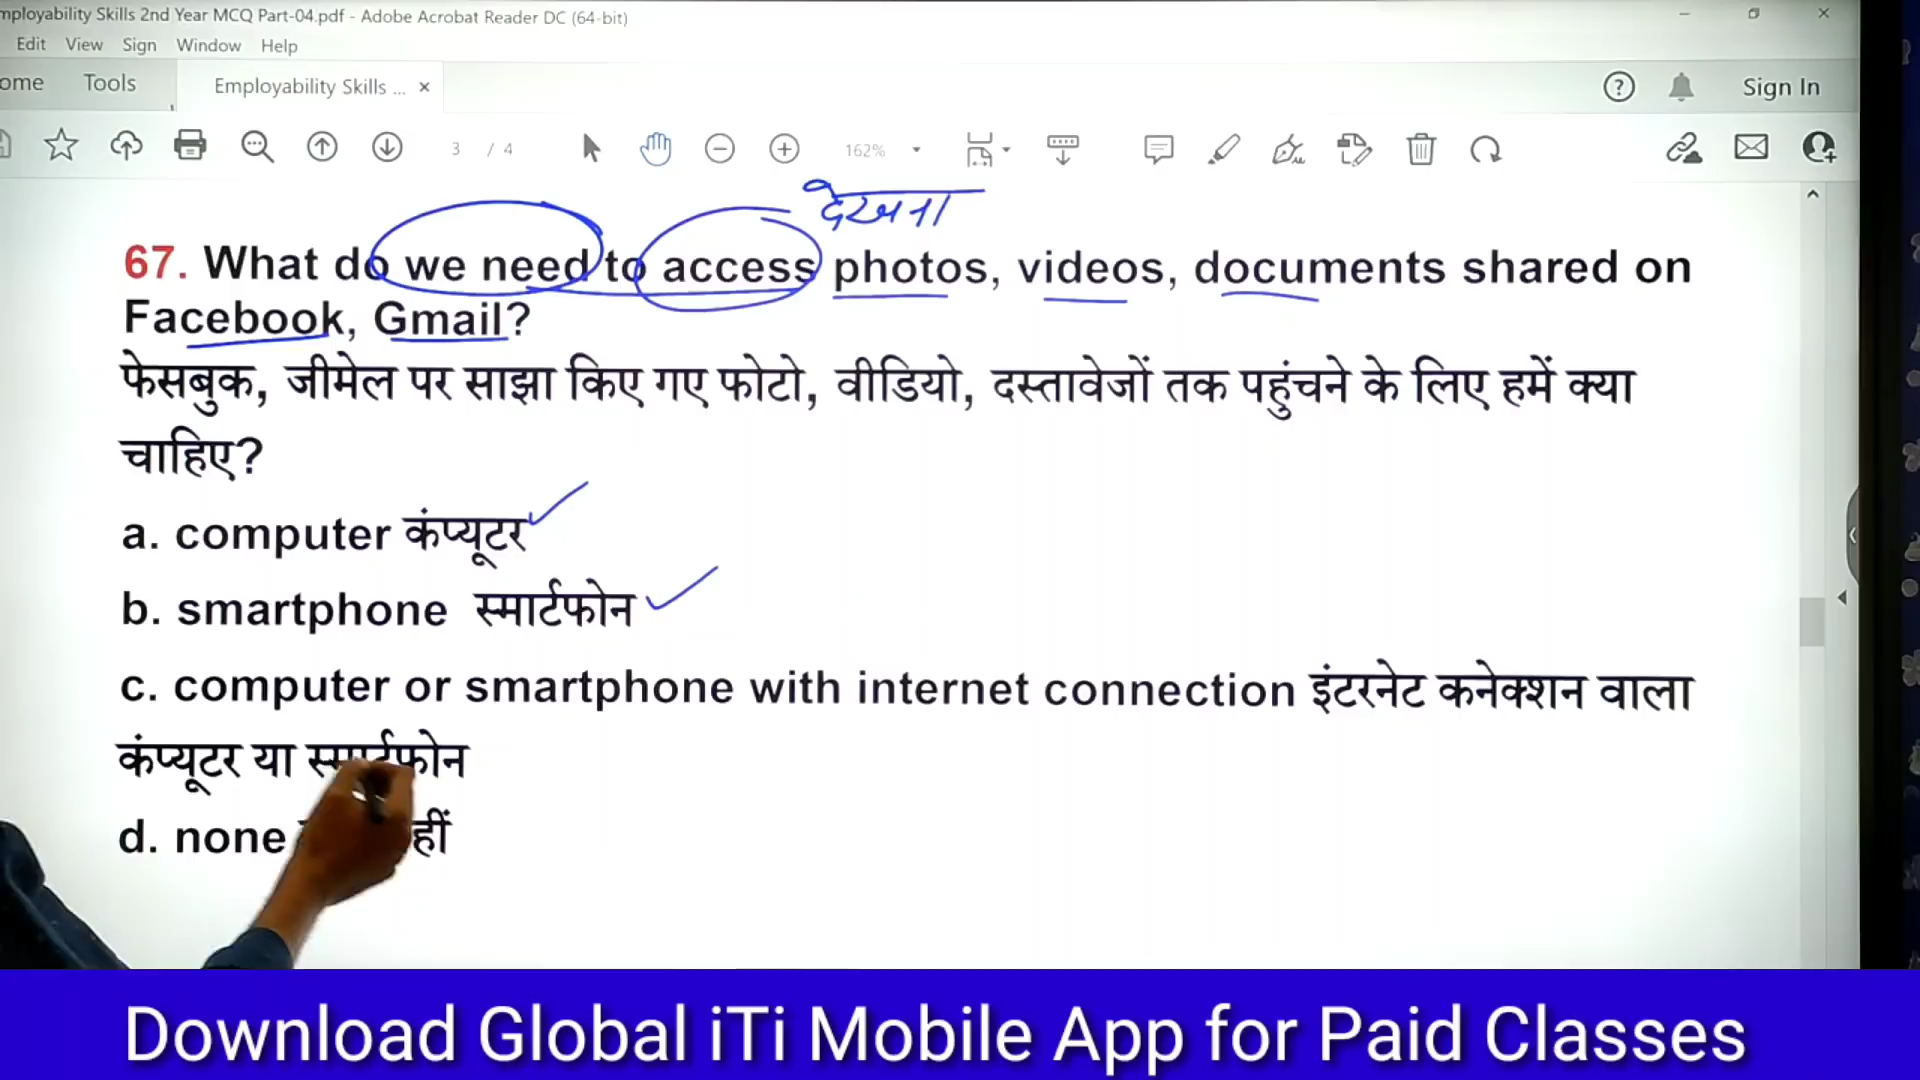 mployability Skills 2nd Year MCQ Part-04.pdf - Adobe Acrobat Reader DC (64-bit)
Edit View Sign Window Help
ome Tools Employability Skills ... × Sign In
3 / 4 162%
देखना
67. What do we need to access photos, videos, documents shared on
Facebook, Gmail?
फेसबुक, जीमेल पर साझा किए गए फोटो, वीडियो, दस्तावेजों तक पहुंचने के लिए हमें क्या
चाहिए?
a. computer कंप्यूटर
b. smartphone स्मार्टफोन
c. computer or smartphone with internet connection इंटरनेट कनेक्शन वाला
कंप्यूटर या स्मार्टफोन
d. none
Download Global iTi Mobile App for Paid Classes